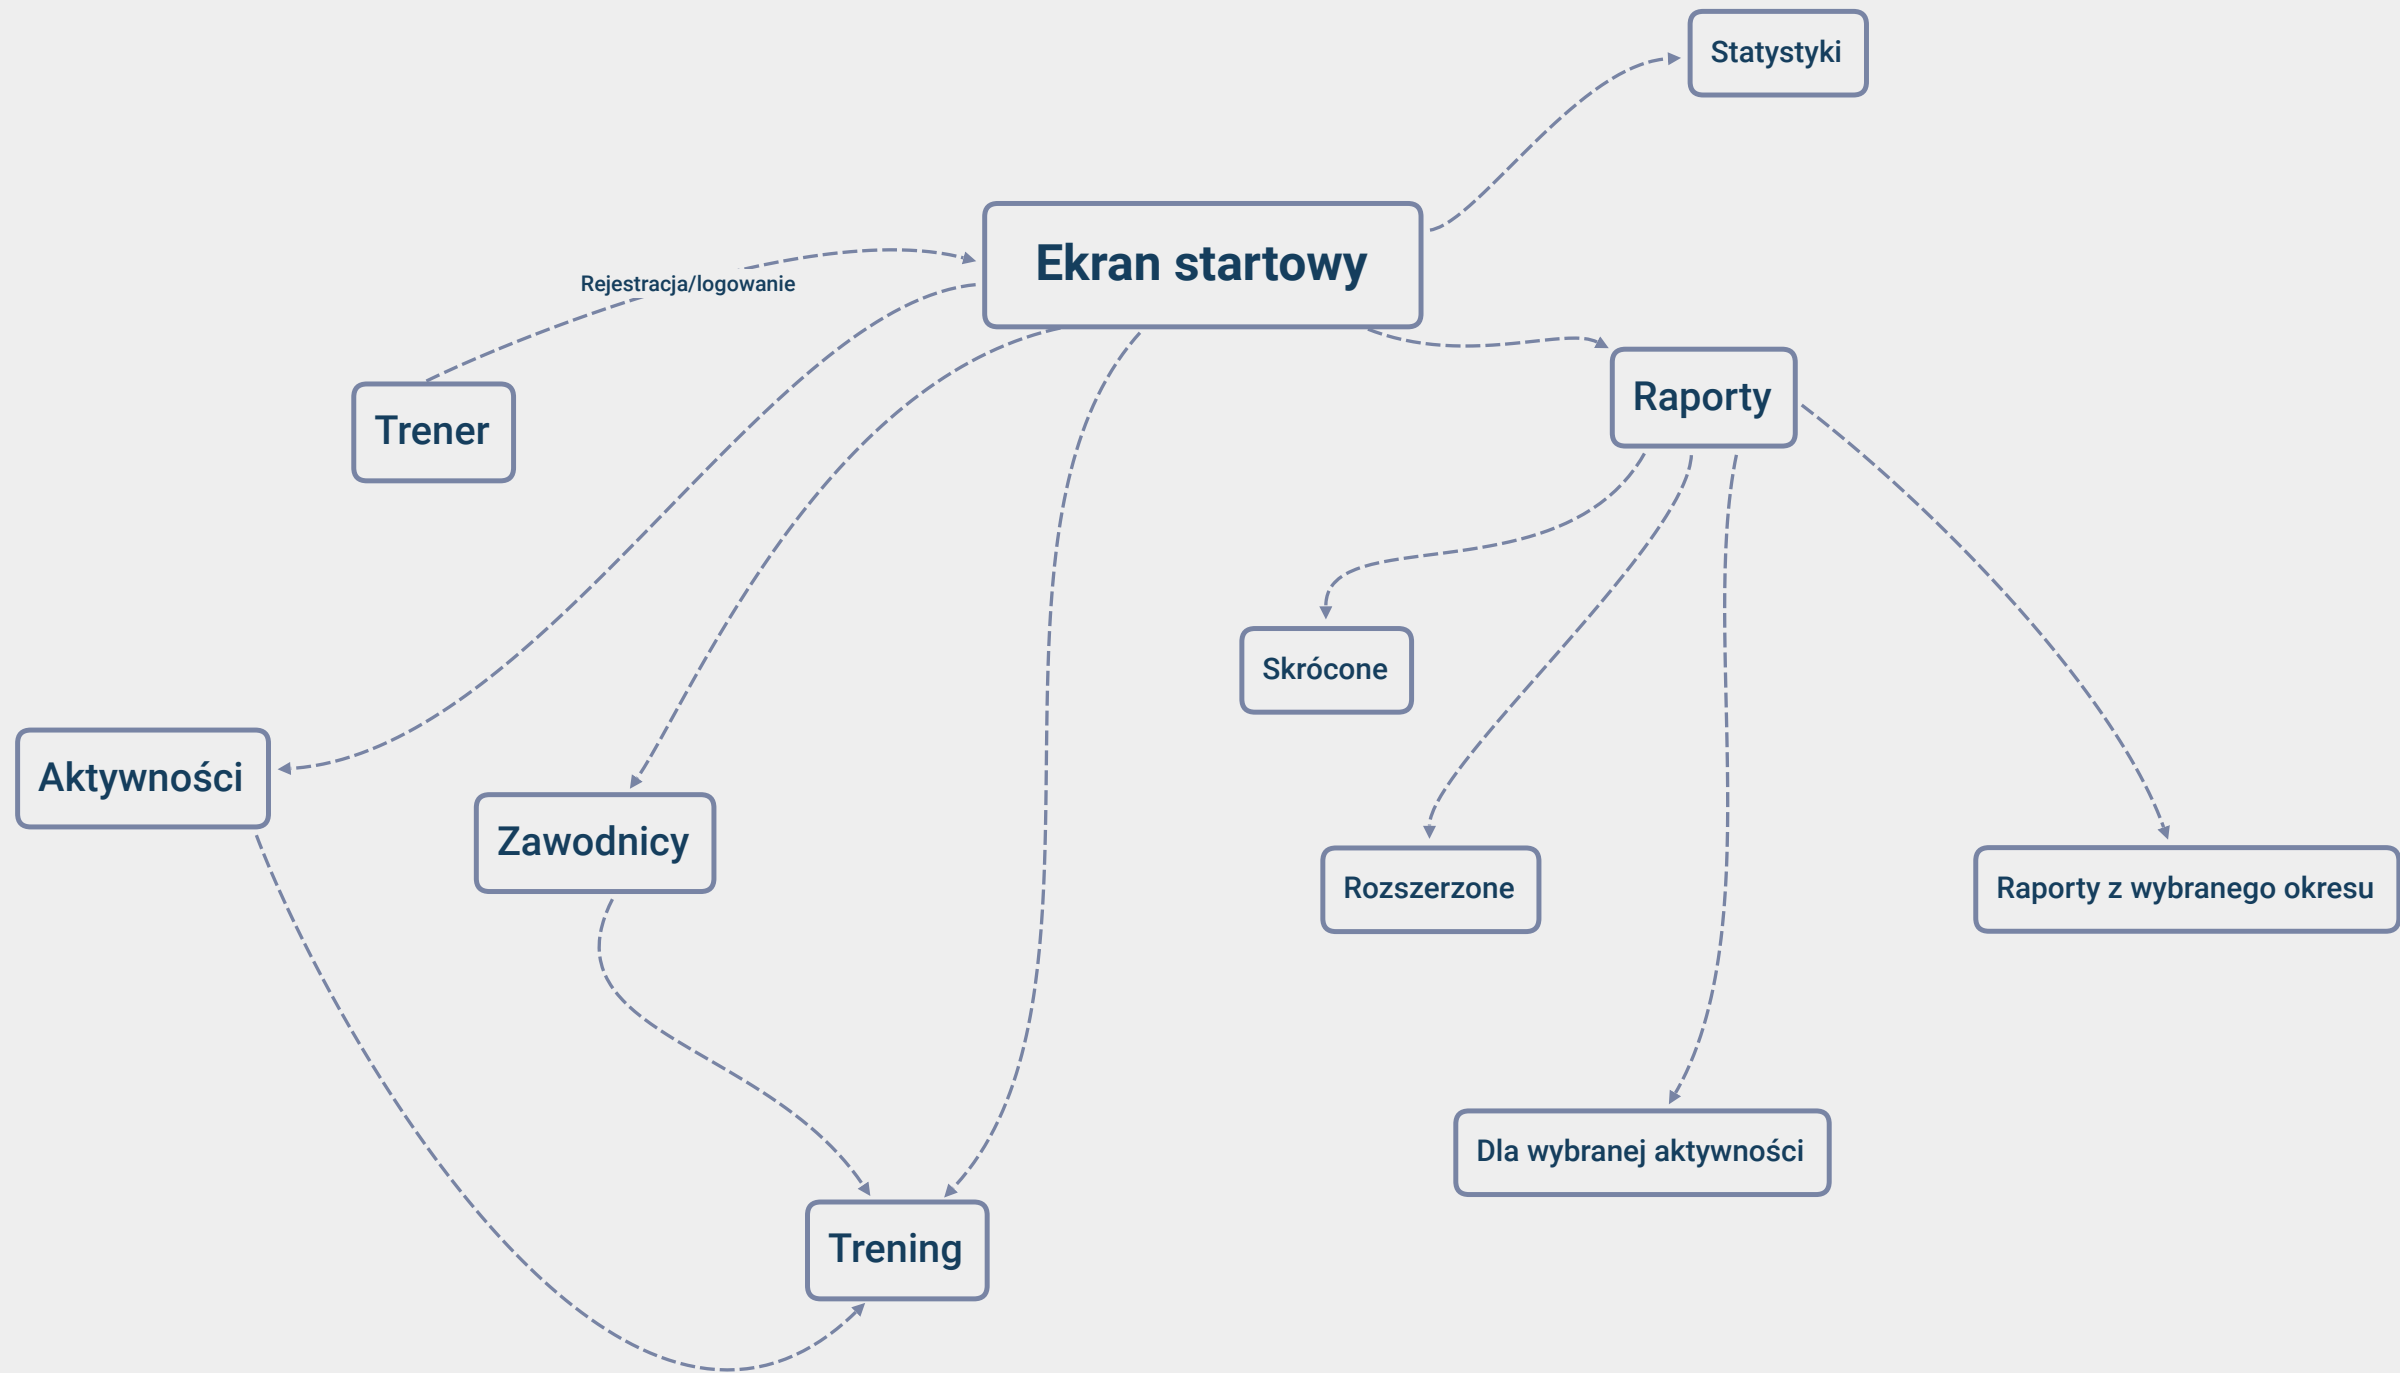 Statystyki
Ekran startowy
Rejestracja/logowanie
Trener
Raporty
Skrócone
Aktywności
Zawodnicy
Rozszerzone
Raporty z wybranego okresu
Dla wybranej aktywności
Trening